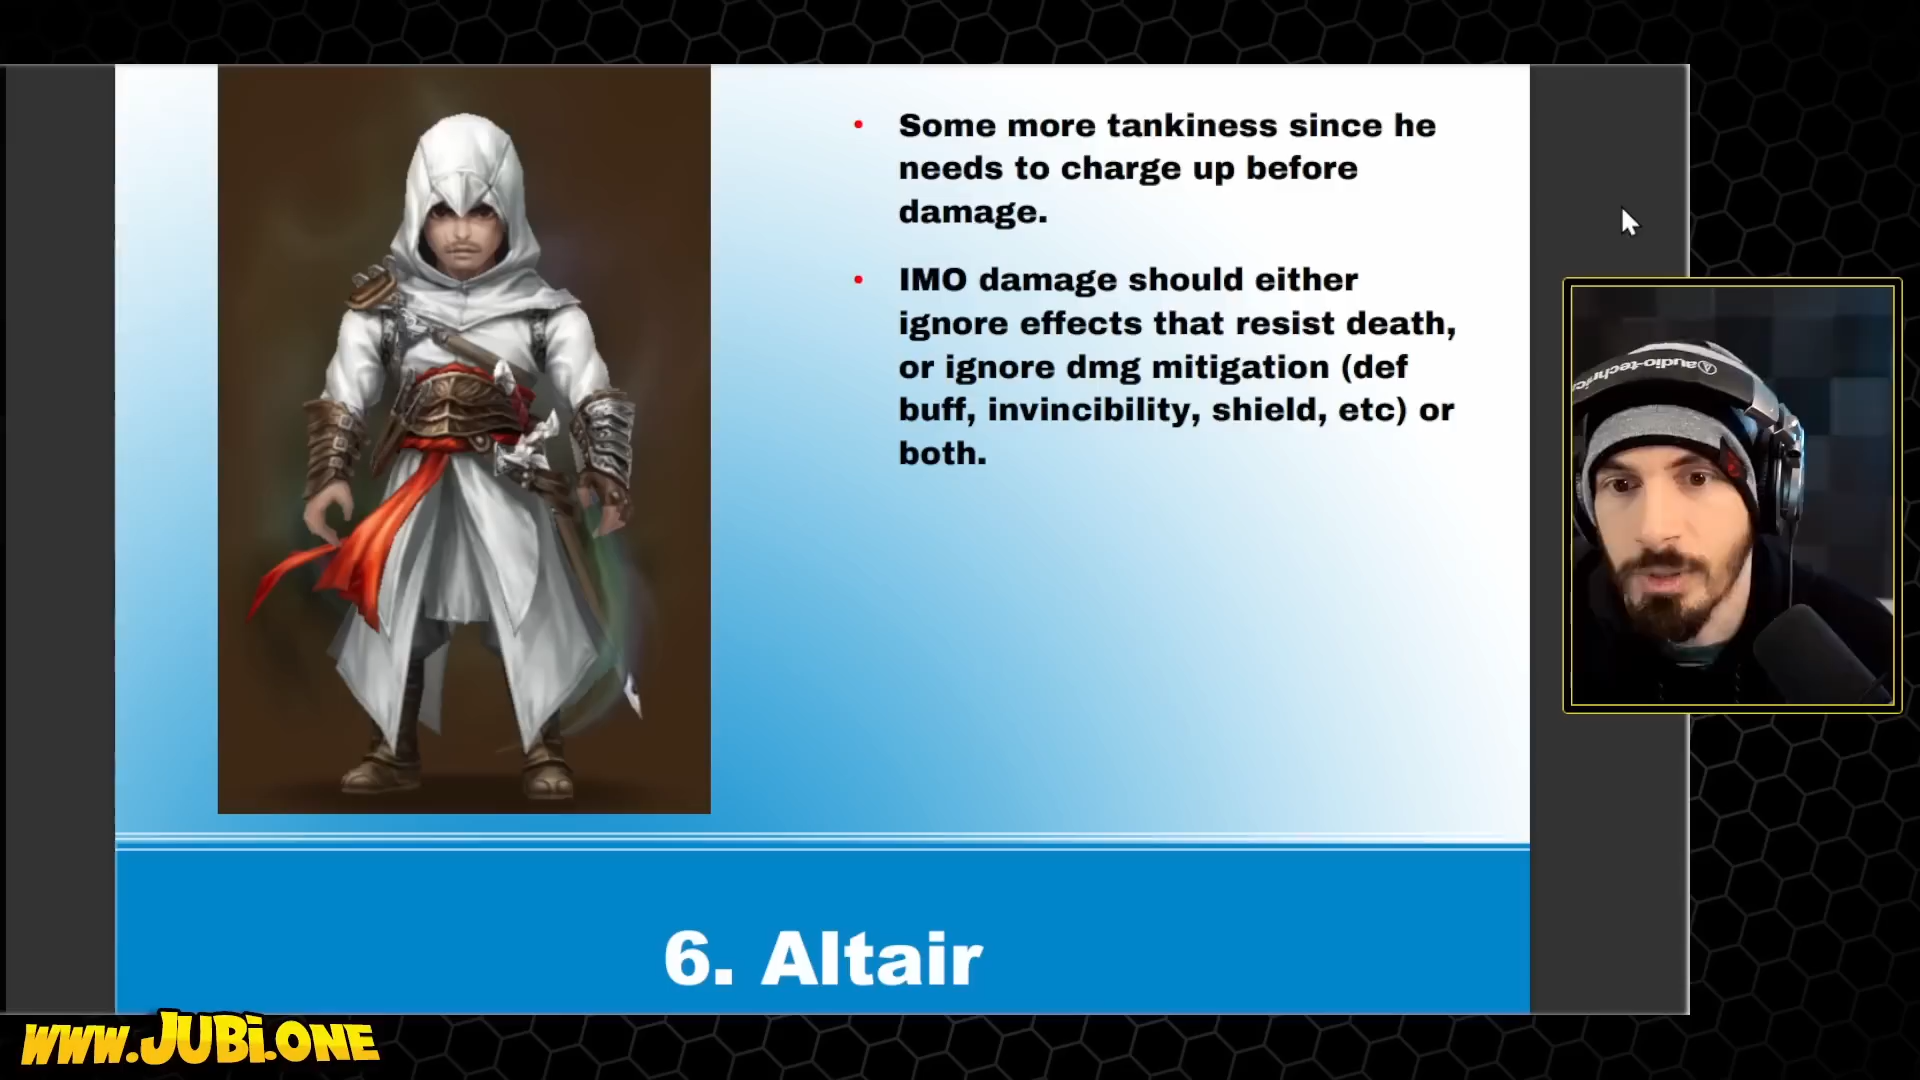 Some more tankiness since he
needs to charge up before
damage.
IMO damage should either
ignore effects that resist death,
or ignore dmg mitigation (def
buff, invincibility, shield, etc) or
both.
audio-technica
6. Altair
WWW.JUBi.ONE